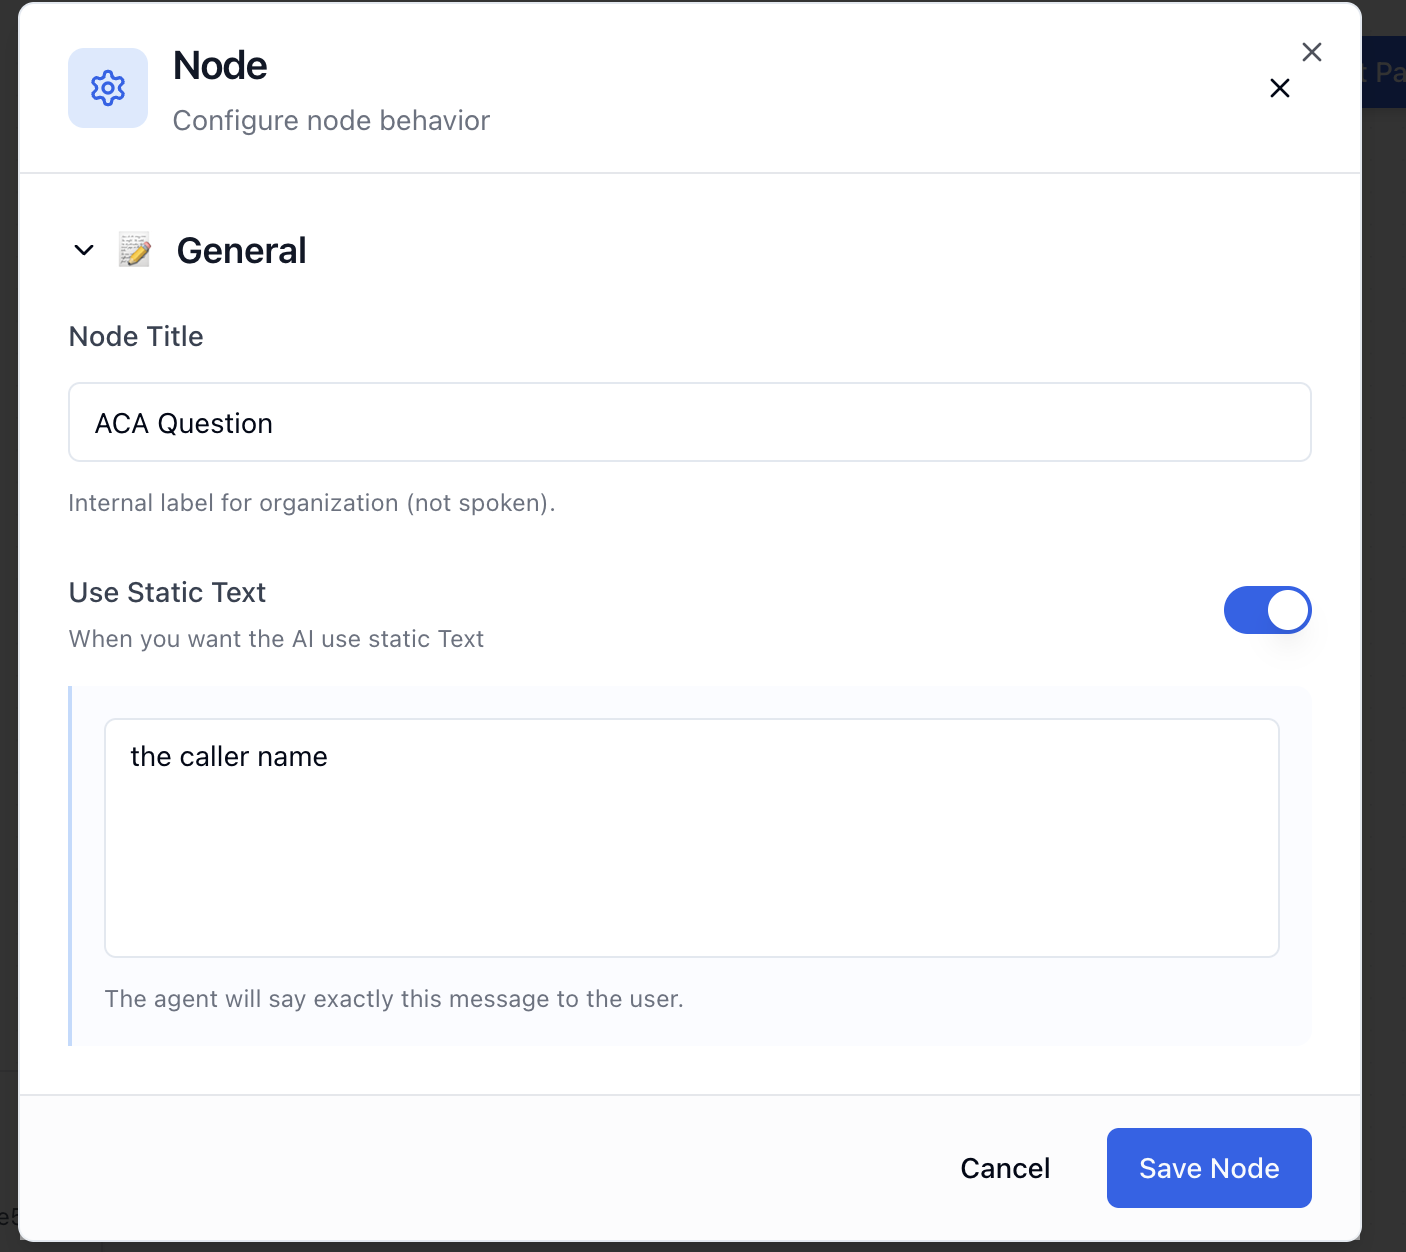 Node
Configure node behavior
t Pa
General
Node Title
ACA Question
Internal label for organization (not spoken).
Use Static Text
When you want the AI use static Text
the caller name
The agent will say exactly this message to the user.
Cancel
Save Node